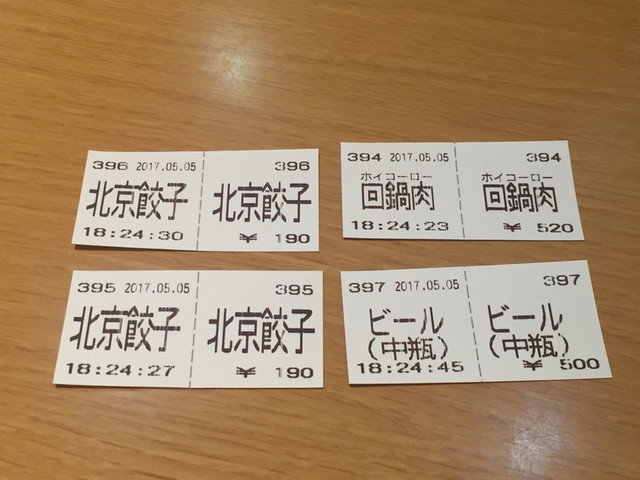 396 2017.05.05 396
北京餃子 北京餃子
18:24:30 ¥ 190
394 2017.05.05 394
ホイコーロー ホイコーロー
回鍋肉 回鍋肉
18:24:23 ¥ 520
395 2017.05.05 395
北京餃子 北京餃子
18:24:27 ¥ 190
397 2017.05.05 397
ビール ビール
(中瓶) (中瓶)
18:24:45 ¥ 500